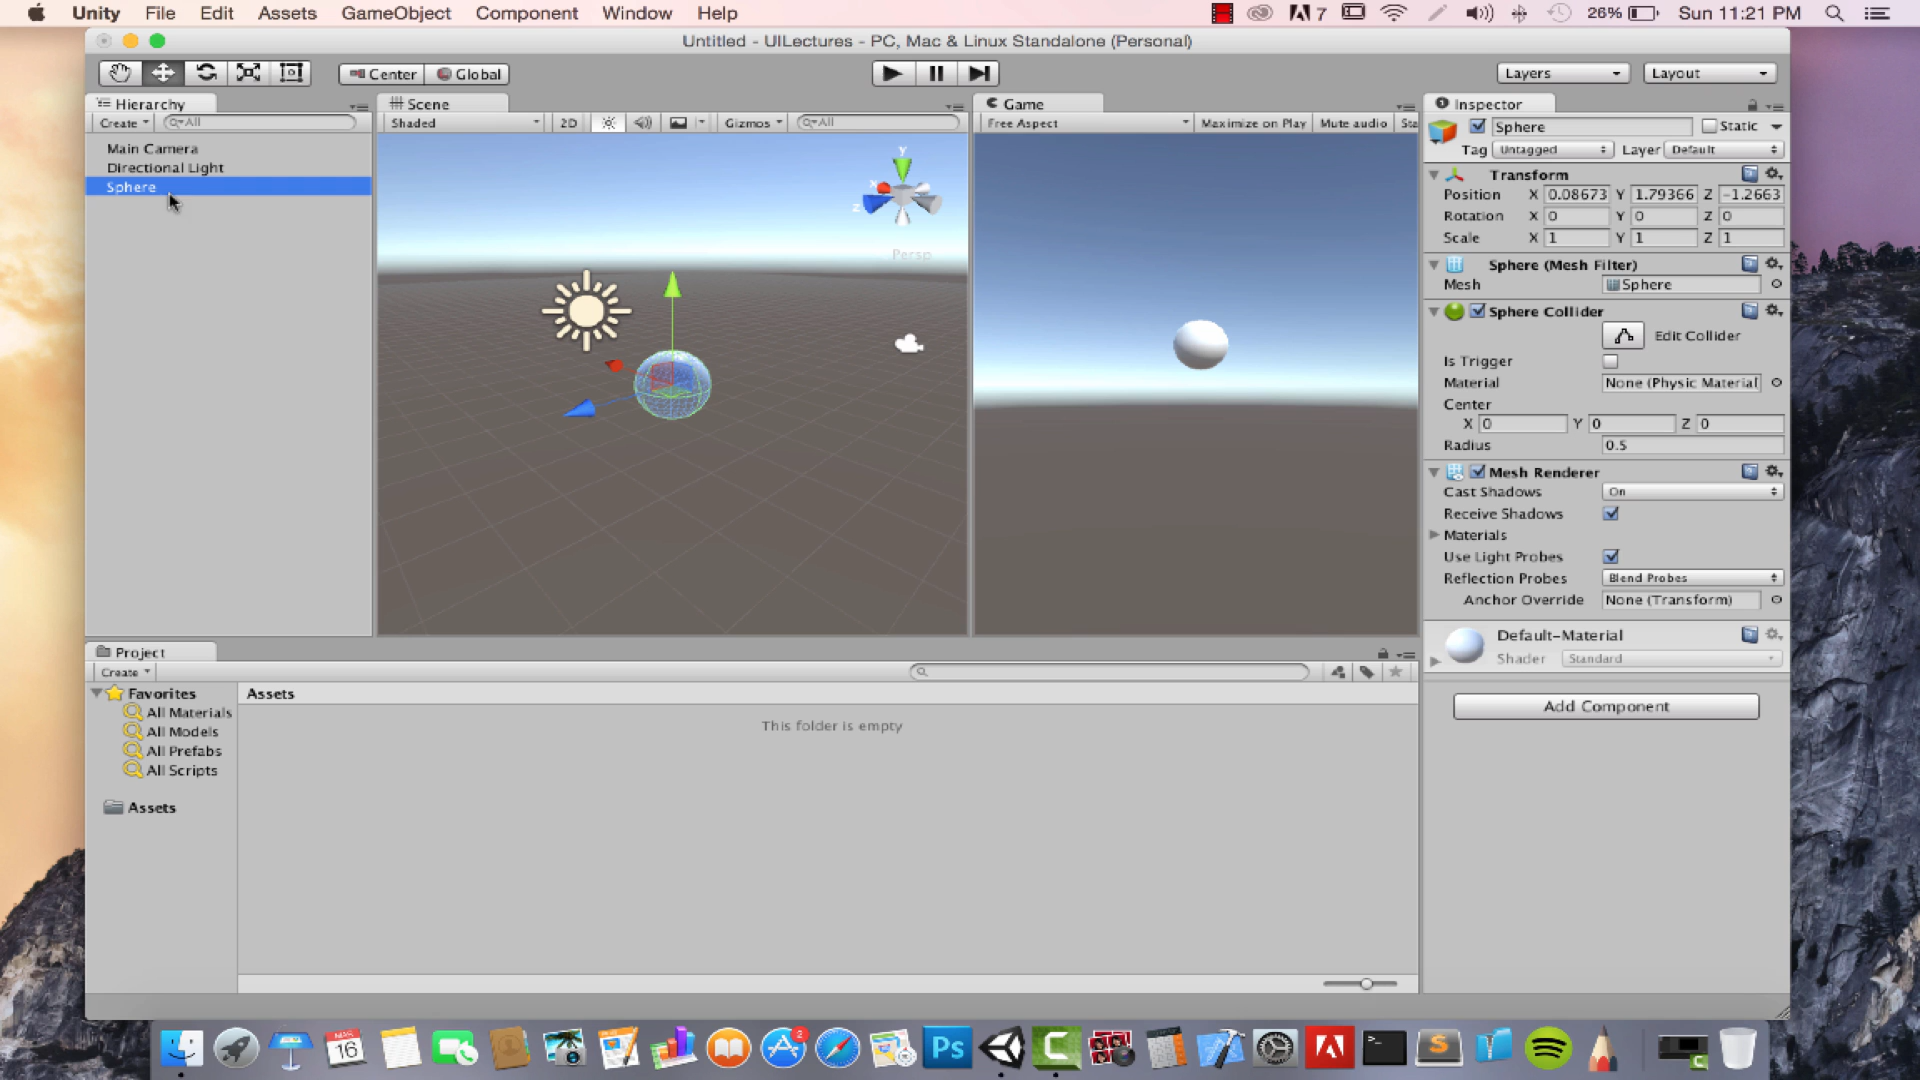 Unity File Edit Assets GameObject Component Window Help 7 26% Sun 11:21 PM
Untitled - UILectures - PC, Mac & Linux Standalone (Personal)
Center Global Layers Layout
Hierarchy Scene Game Inspector
Create All Shaded 2D Gizmos All Free Aspect Maximize on Play Mute audio Sta
Sphere Static
Tag Untagged Layer Default
Main Camera
Directional Light
Sphere
y
x
z
Persp
Transform
Position X 0.08673 Y 1.79366 Z -1.2663
Rotation X 0 Y 0 Z 0
Scale X 1 Y 1 Z 1
Sphere (Mesh Filter)
Mesh Sphere
Sphere Collider
Edit Collider
Is Trigger
Material None (Physic Material)
Center
X 0 Y 0 Z 0
Radius 0.5
Mesh Renderer
Cast Shadows On
Receive Shadows
Materials
Use Light Probes
Reflection Probes Blend Probes
Anchor Override None (Transform)
Default-Material
Shader Standard
Add Component
Project
Create
Favorites Assets
All Materials This folder is empty
All Models
All Prefabs
All Scripts
Assets
16 2 Ps C S